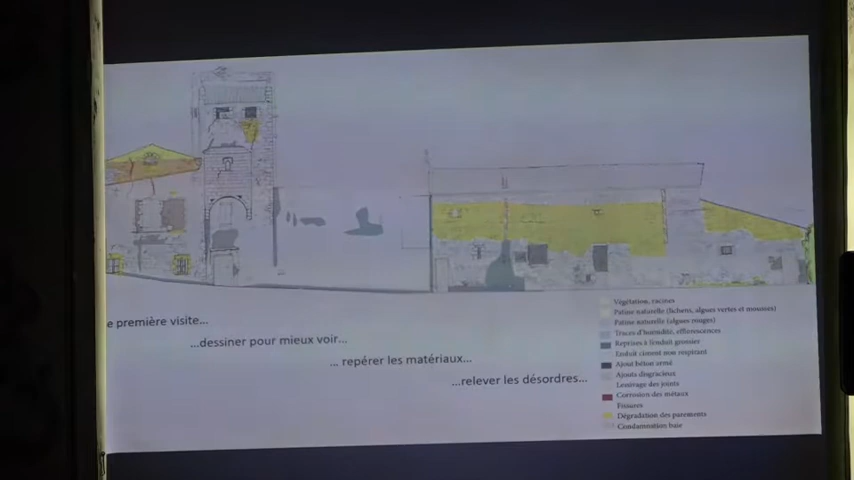 e première visite...
...dessiner pour mieux voir...
... repérer les matériaux...
...relever les désordres...
Végétation, racines
Patine naturelle (lichens, algues vertes et mousses)
Patine naturelle (algues rouges)
Traces d'humidité, efflorescences
Reprises à l'enduit grossier
Enduit ciment non respirant
Ajout béton armé
Ajouts disgracieux
Lessivage des joints
Corrosion des métaux
Fissures
Dégradation des parements
Condamnation baie